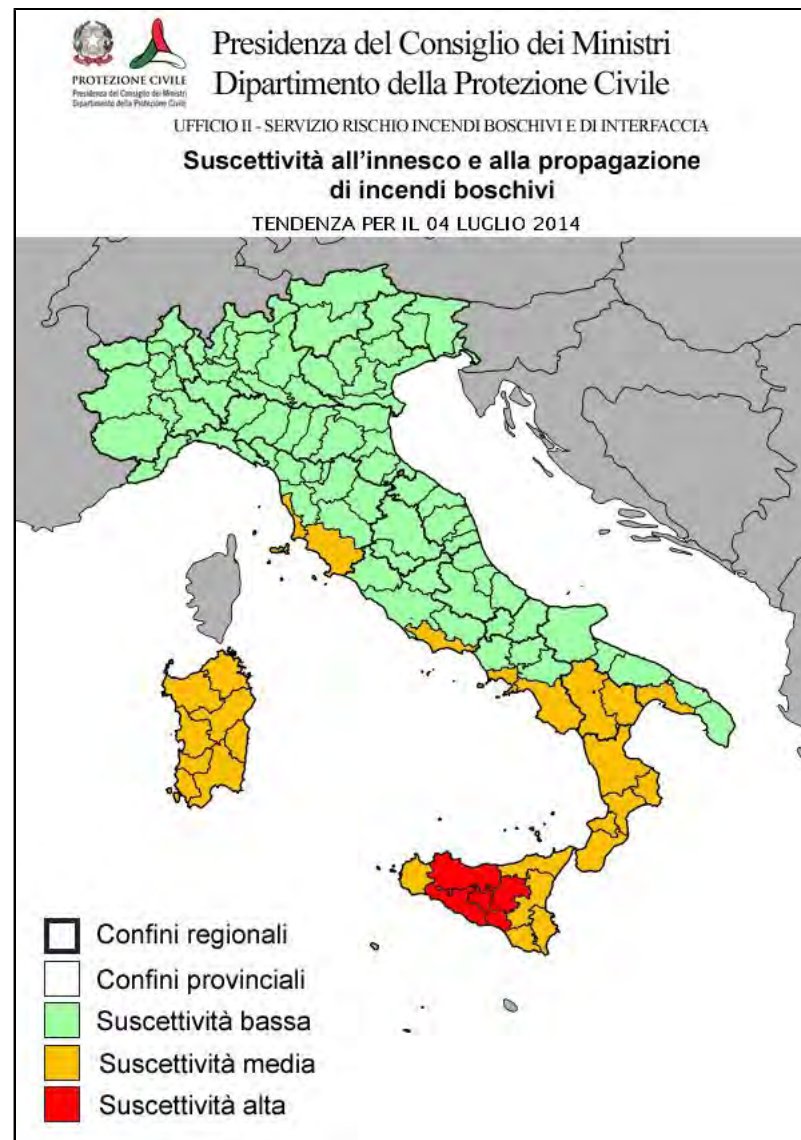 PROTEZIONE CIVILE
Presidenza del Consiglio dei Ministri
Dipartimento della Protezione Civile
Presidenza del Consiglio dei Ministri
Dipartimento della Protezione Civile
UFFICIO II - SERVIZIO RISCHIO INCENDI BOSCHIVI E DI INTERFACCIA
Suscettività all'innesco e alla propagazione
di incendi boschivi
TENDENZA PER IL 04 LUGLIO 2014
Confini regionali
Confini provinciali
Suscettività bassa
Suscettività media
Suscettività alta